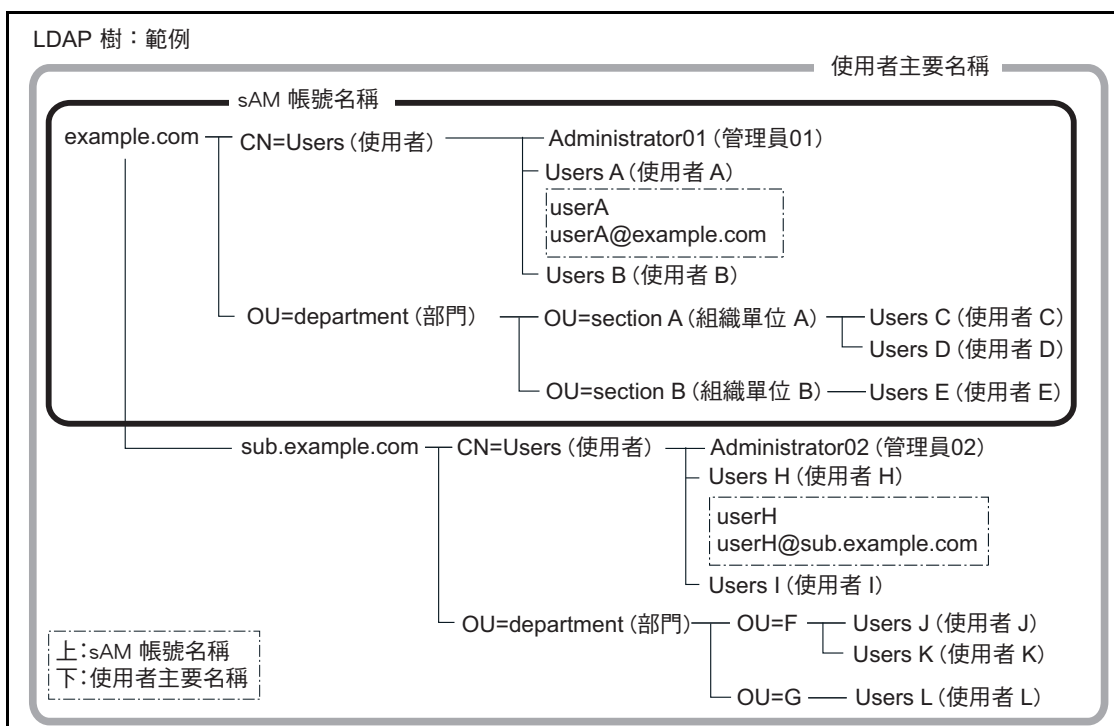 LDAP 樹：範例
使用者主要名稱
sAM 帳號名稱
example.com
CN=Users (使用者)
Administrator01 (管理員01)
Users A (使用者 A)
userA
userA@example.com
Users B (使用者 B)
OU=department (部門)
OU=section A (組織單位 A)
Users C (使用者 C)
Users D (使用者 D)
OU=section B (組織單位 B)
Users E (使用者 E)
sub.example.com
CN=Users (使用者)
Administrator02 (管理員02)
Users H (使用者 H)
userH
userH@sub.example.com
Users I (使用者 I)
OU=department (部門)
OU=F
Users J (使用者 J)
Users K (使用者 K)
OU=G
Users L (使用者 L)
上：sAM 帳號名稱
下：使用者主要名稱